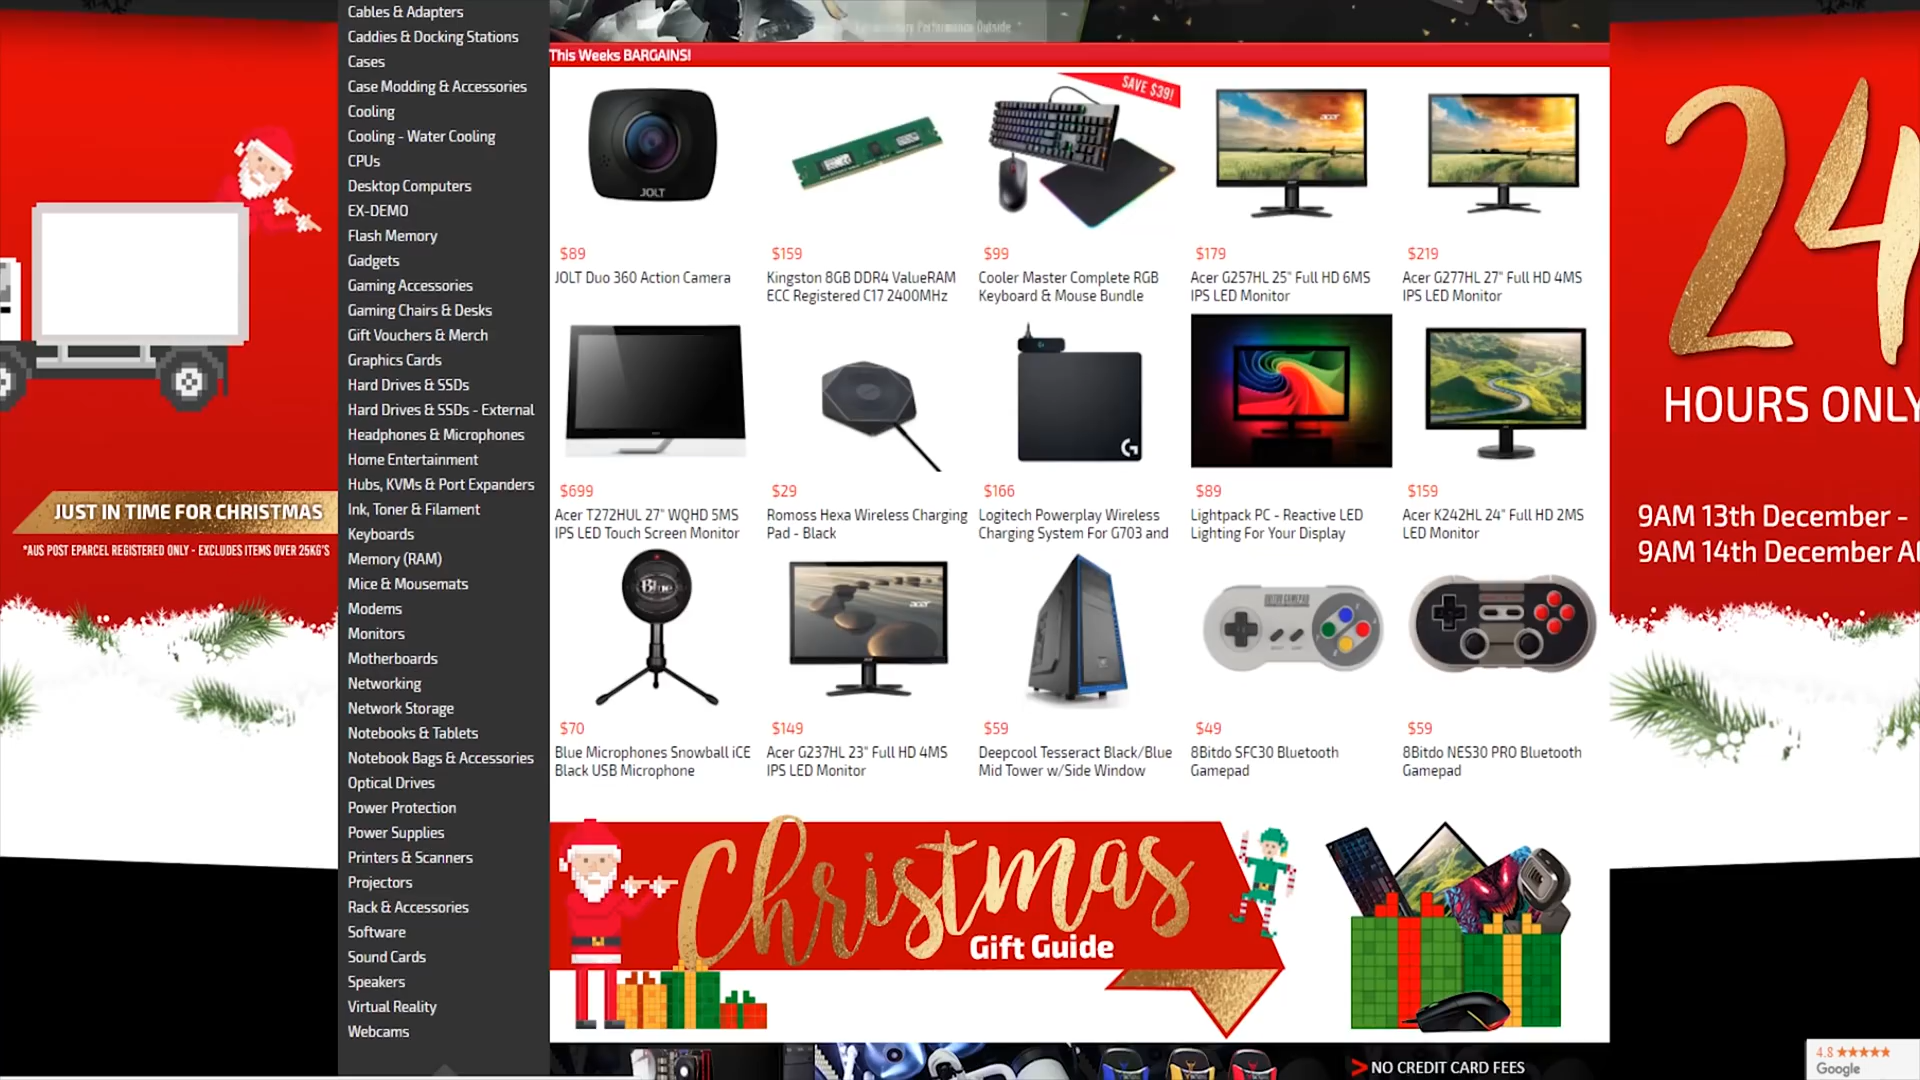 Cables & Adapters
Caddies & Docking Stations
Cases
Case Modding & Accessories
Cooling
Cooling - Water Cooling
CPUs
Desktop Computers
EX-DEMO
Flash Memory
Gadgets
Gaming Accessories
Gaming Chairs & Desks
Gift Vouchers & Merch
Graphics Cards
Hard Drives & SSDs
Hard Drives & SSDs - External
Headphones & Microphones
Home Entertainment
Hubs, KVMs & Port Expanders
Ink, Toner & Filament
Keyboards
Memory (RAM)
Mice & Mousemats
Modems
Monitors
Motherboards
Networking
Network Storage
Notebooks & Tablets
Notebook Bags & Accessories
Optical Drives
Power Protection
Power Supplies
Printers & Scanners
Projectors
Rack & Accessories
Software
Sound Cards
Speakers
Virtual Reality
Webcams
JUST IN TIME FOR CHRISTMAS
*AUS POST EPARCEL REGISTERED ONLY - EXCLUDES ITEMS OVER 25KG'S
Performance Outside
This Weeks BARGAINS!
JOLT
SAVE $39!
acer
acer
$89
JOLT Duo 360 Action Camera
$159
Kingston 8GB DDR4 ValueRAM
ECC Registered C17 2400MHz
$99
Cooler Master Complete RGB
Keyboard & Mouse Bundle
$179
Acer G257HL 25" Full HD 6MS
IPS LED Monitor
$219
Acer G277HL 27" Full HD 4MS
IPS LED Monitor
G
$699
Acer T272HUL 27" WQHD 5MS
IPS LED Touch Screen Monitor
$29
Romoss Hexa Wireless Charging
Pad - Black
$166
Logitech Powerplay Wireless
Charging System For G703 and
$89
Lightpack PC - Reactive LED
Lighting For Your Display
$159
Acer K242HL 24" Full HD 2MS
LED Monitor
Blue
acer
$70
Blue Microphones Snowball iCE
Black USB Microphone
$149
Acer G237HL 23" Full HD 4MS
IPS LED Monitor
$59
Deepcool Tesseract Black/Blue
Mid Tower w/Side Window
$49
8Bitdo SFC30 Bluetooth
Gamepad
$59
8Bitdo NES30 PRO Bluetooth
Gamepad
Christmas
Gift Guide
NO CREDIT CARD FEES
24
HOURS ONLY
9AM 13th December -
9AM 14th December A
4.8 ★★★★★
Google